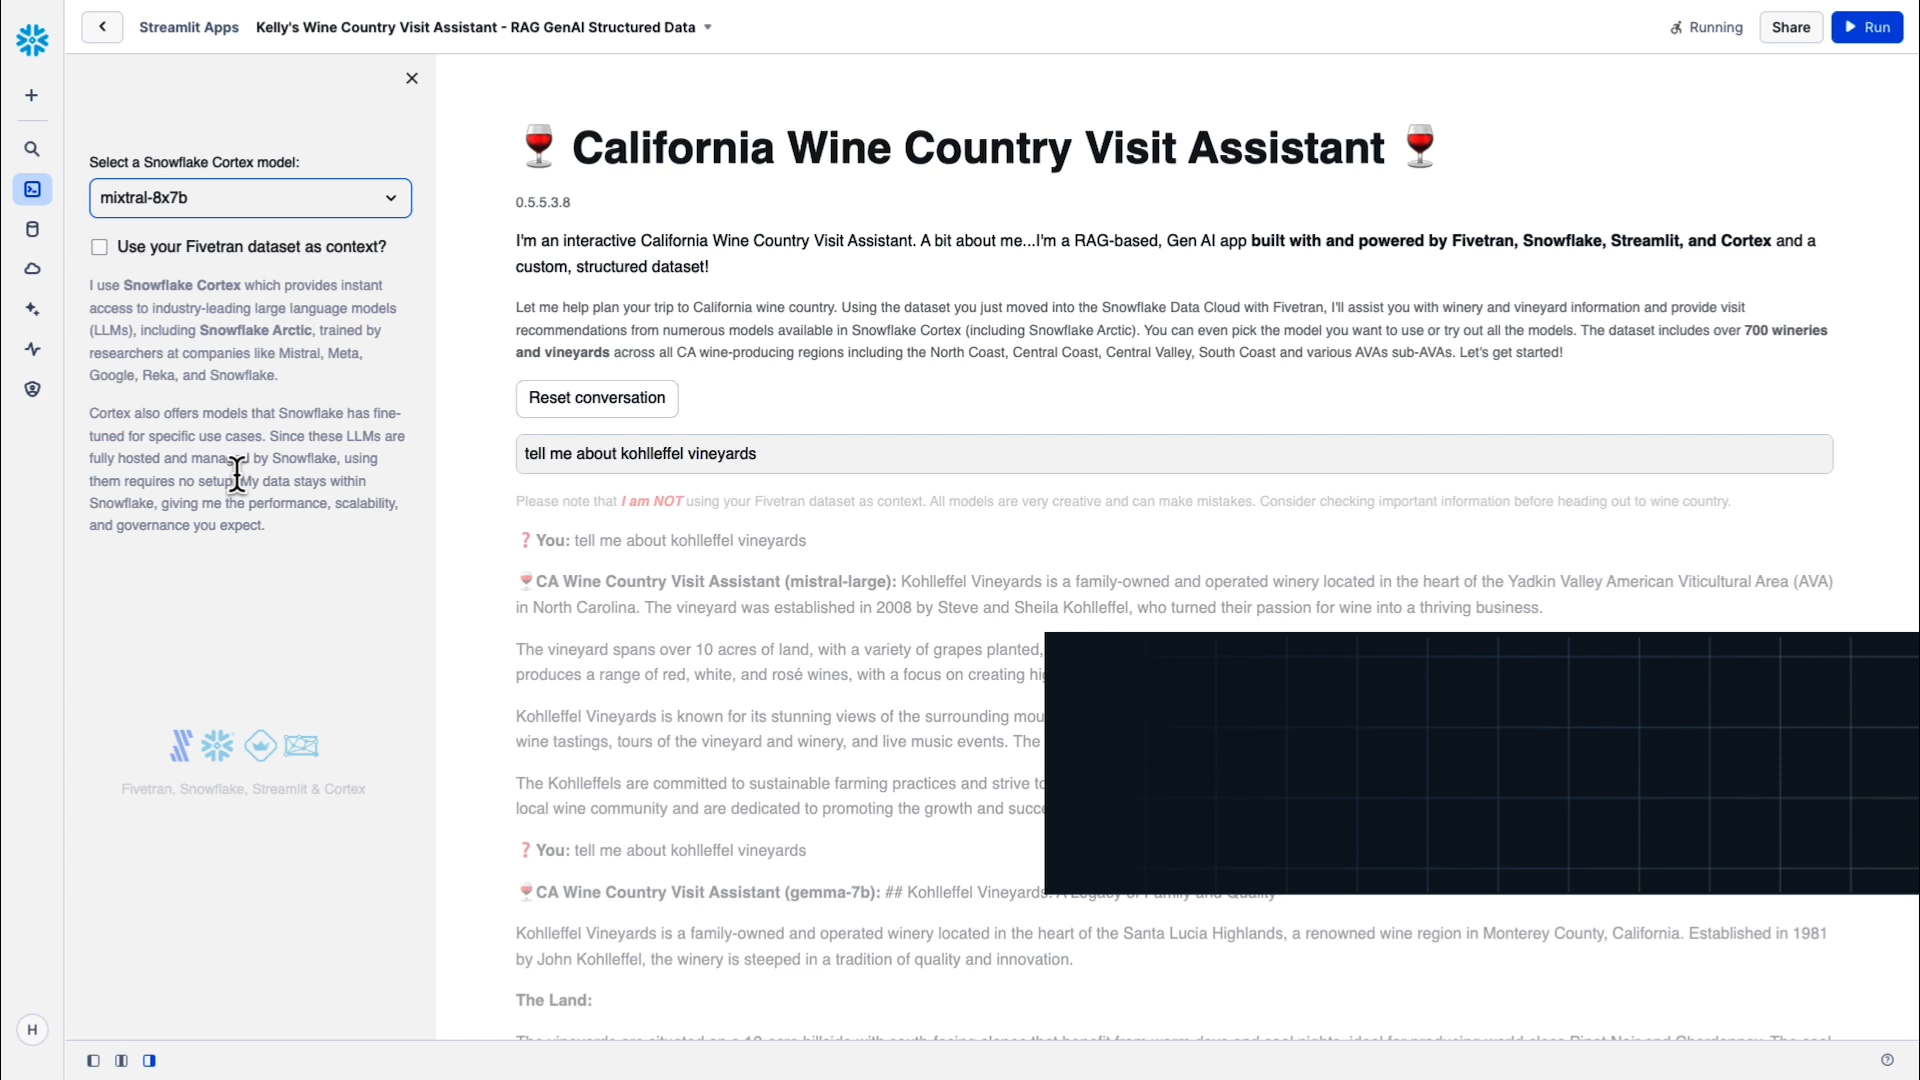 Streamlit Apps
Kelly's Wine Country Visit Assistant - RAG GenAI Structured Data
Running
Share
Run
Select a Snowflake Cortex model:
mixtral-8x7b
Use your Fivetran dataset as context?
I use Snowflake Cortex which provides instant
access to industry-leading large language models
(LLMs), including Snowflake Arctic, trained by
researchers at companies like Mistral, Meta,
Google, Reka, and Snowflake.
Cortex also offers models that Snowflake has fine-
tuned for specific use cases. Since these LLMs are
fully hosted and managed by Snowflake, using
them requires no setup. My data stays within
Snowflake, giving me the performance, scalability,
and governance you expect.
Fivetran, Snowflake, Streamlit & Cortex
H
California Wine Country Visit Assistant
0.5.5.3.8
I'm an interactive California Wine Country Visit Assistant. A bit about me...I'm a RAG-based, Gen AI app built with and powered by Fivetran, Snowflake, Streamlit, and Cortex and a
custom, structured dataset!
Let me help plan your trip to California wine country. Using the dataset you just moved into the Snowflake Data Cloud with Fivetran, I'll assist you with winery and vineyard information and provide visit
recommendations from numerous models available in Snowflake Cortex (including Snowflake Arctic). You can even pick the model you want to use or try out all the models. The dataset includes over 700 wineries
and vineyards across all CA wine-producing regions including the North Coast, Central Coast, Central Valley, South Coast and various AVAs sub-AVAs. Let's get started!
Reset conversation
tell me about kohlleffel vineyards
Please note that I am NOT using your Fivetran dataset as context. All models are very creative and can make mistakes. Consider checking important information before heading out to wine country.
❓You: tell me about kohlleffel vineyards
🍷CA Wine Country Visit Assistant (mistral-large): Kohlleffel Vineyards is a family-owned and operated winery located in the heart of the Yadkin Valley American Viticultural Area (AVA)
in North Carolina. The vineyard was established in 2008 by Steve and Sheila Kohlleffel, who turned their passion for wine into a thriving business.
The vineyard spans over 10 acres of land, with a variety of grapes planted,
produces a range of red, white, and rosé wines, with a focus on creating
Kohlleffel Vineyards is known for its stunning views of the surrounding
wine tastings, tours of the vineyard and winery, and live music events. The
The Kohlleffels are committed to sustainable farming practices and strive
local wine community and are dedicated to promoting the growth and
❓You: tell me about kohlleffel vineyards
🍷CA Wine Country Visit Assistant (gemma-7b): ## Kohlleffel Vineyards: A Legacy of Family and Quality
Kohlleffel Vineyards is a family-owned and operated winery located in the heart of the Santa Lucia Highlands, a renowned wine region in Monterey County, California. Established in 1981
by John Kohlleffel, the winery is steeped in a tradition of quality and innovation.
The Land: